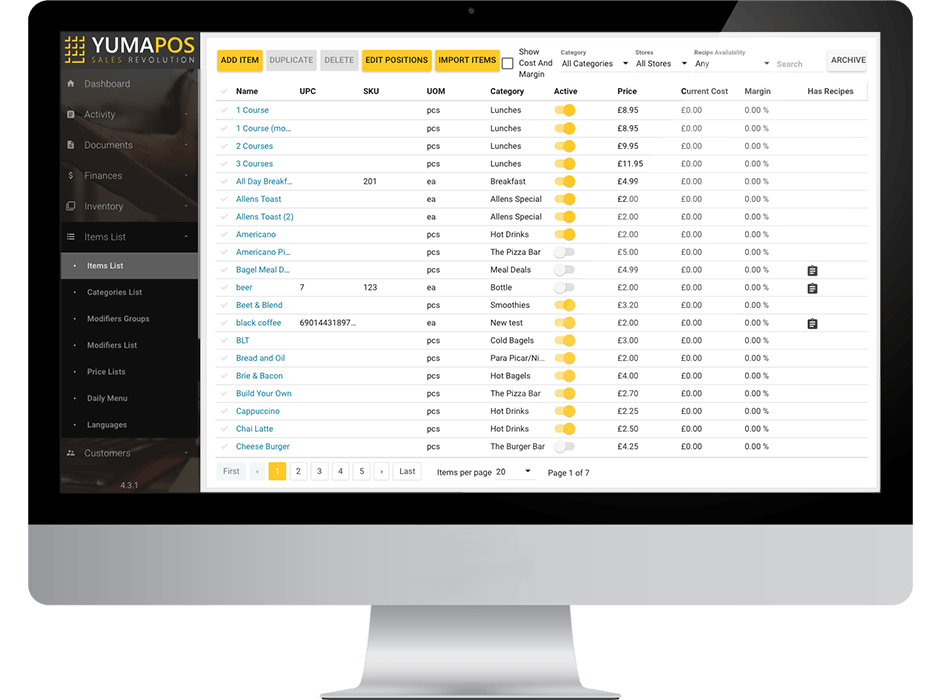 YUMAPOS
SALES REVOLUTION
Dashboard
Activity
Documents
Finances
Inventory
Items List
Items List
Categories List
Modifiers Groups
Modifiers List
Price Lists
Daily Menu
Languages
Customers
4.3.1
ADD ITEM DUPLICATE DELETE EDIT POSITIONS IMPORT ITEMS
Show
Cost And
Margin
Category
All Categories
Stores
All Stores
Recipe Availability
Any
Search
ARCHIVE
Name UPC SKU UOM Category Active Price Current Cost Margin Has Recipes
1 Course pcs Lunches £8.95 £0.00 0.00 %
1 Course (mo... pcs Lunches £8.95 £0.00 0.00 %
2 Courses pcs Lunches £9.95 £0.00 0.00 %
3 Courses pcs Lunches £11.95 £0.00 0.00 %
All Day Breakf... 201 ea Breakfast £4.99 £0.00 0.00 %
Allens Toast ea Allens Special £2.00 £0.00 0.00 %
Allens Toast (2) ea Allens Special £2.00 £0.00 0.00 %
Americano pcs Hot Drinks £2.00 £0.00 0.00 %
Americano Pi... pcs The Pizza Bar £5.00 £0.00 0.00 %
Bagel Meal D... pcs Meal Deals £4.99 £0.00 0.00 %
beer 7 123 ea Bottle £2.00 £0.00 0.00 %
Beet & Blend pcs Smoothies £3.20 £0.00 0.00 %
black coffee 69014431897... ea New test £2.00 £0.00 0.00 %
BLT pcs Cold Bagels £3.00 £0.00 0.00 %
Bread and Oil pcs Para Picar/Ni... £2.00 £0.00 0.00 %
Brie & Bacon pcs Hot Bagels £4.00 £0.00 0.00 %
Build Your Own pcs The Pizza Bar £2.70 £0.00 0.00 %
Cappuccino pcs Hot Drinks £2.25 £0.00 0.00 %
Chai Latte pcs Hot Drinks £2.50 £0.00 0.00 %
Cheese Burger pcs The Burger Bar £4.25 £0.00 0.00 %
First ‹ 1 2 3 4 5 › Last Items per page 20 Page 1 of 7